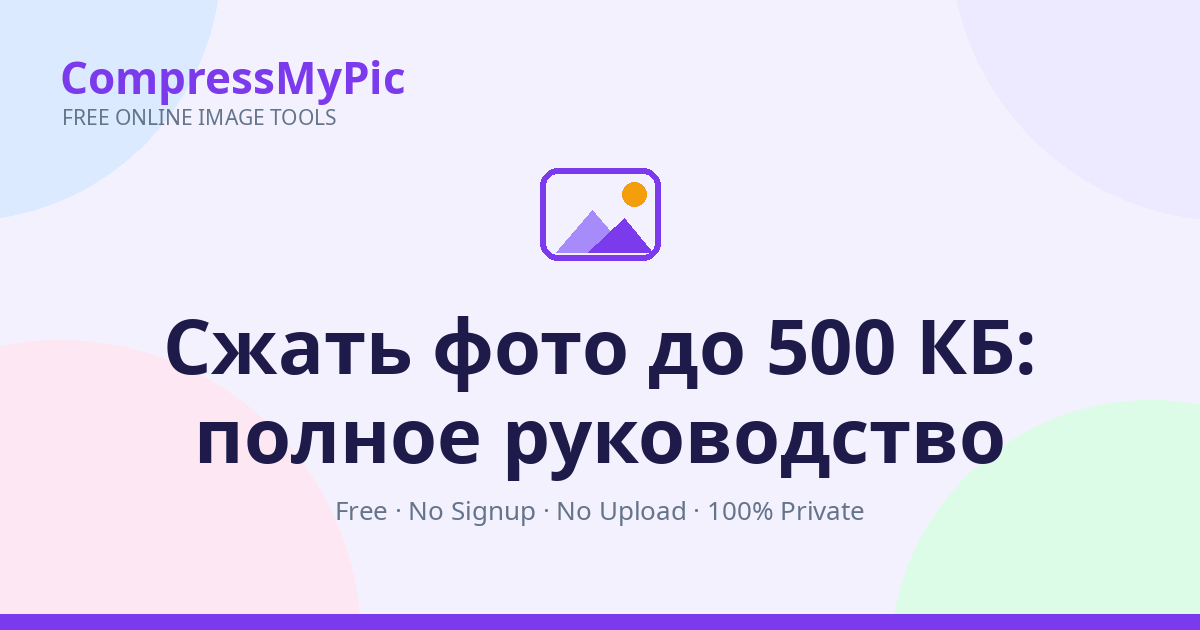 CompressMyPic
FREE ONLINE IMAGE TOOLS
Сжать фото до 500 КБ:
полное руководство
Free · No Signup · No Upload · 100% Private